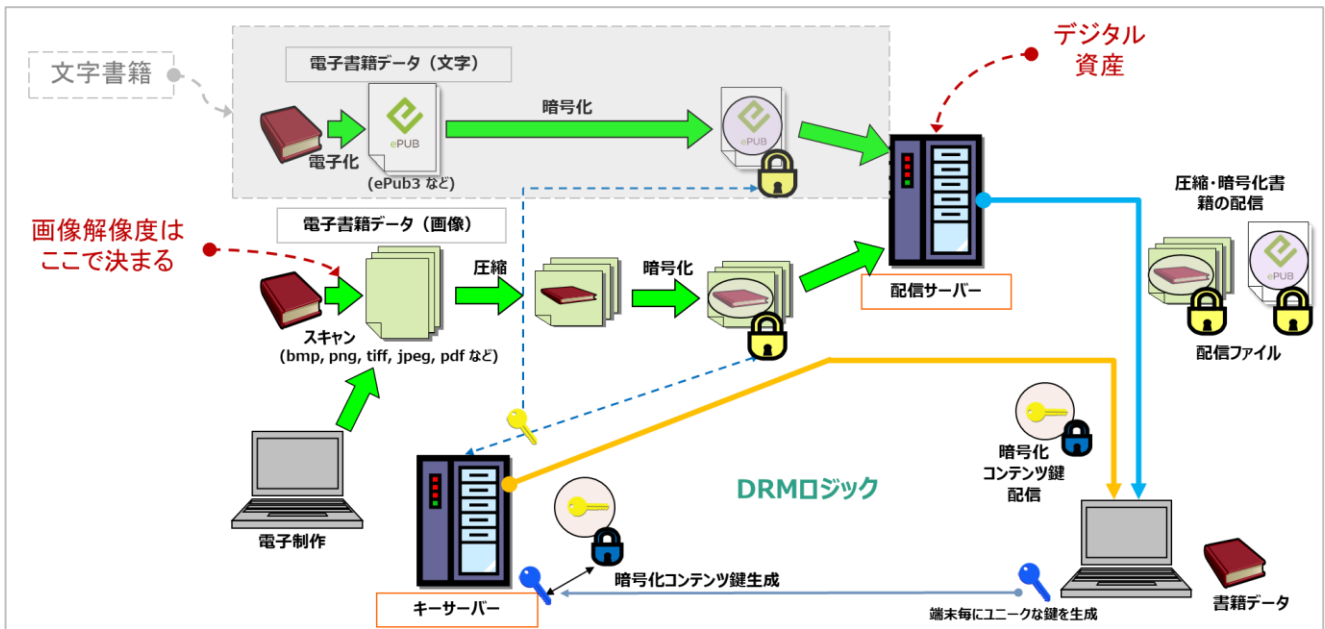 文字書籍
電子書籍データ（文字）
ePUB
電子化
(ePub3 など)
暗号化
ePUB
デジタル
資産
画像解像度は
ここで決まる
電子書籍データ（画像）
スキャン
(bmp, png, tiff, jpeg, pdf など)
圧縮
暗号化
配信サーバー
圧縮・暗号化書
籍の配信
ePUB
配信ファイル
電子制作
キーサーバー
DRMロジック
暗号化
コンテンツ鍵
配信
暗号化コンテンツ鍵生成
端末毎にユニークな鍵を生成
書籍データ